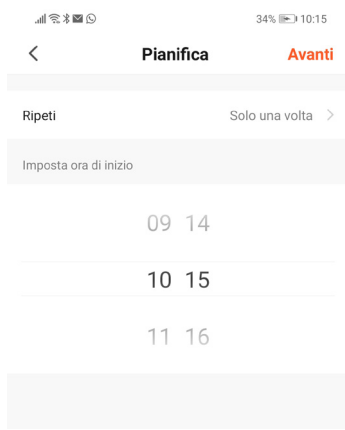 34% 10:15
Pianifica Avanti
Ripeti Solo una volta
Imposta ora di inizio
09 14
10 15
11 16